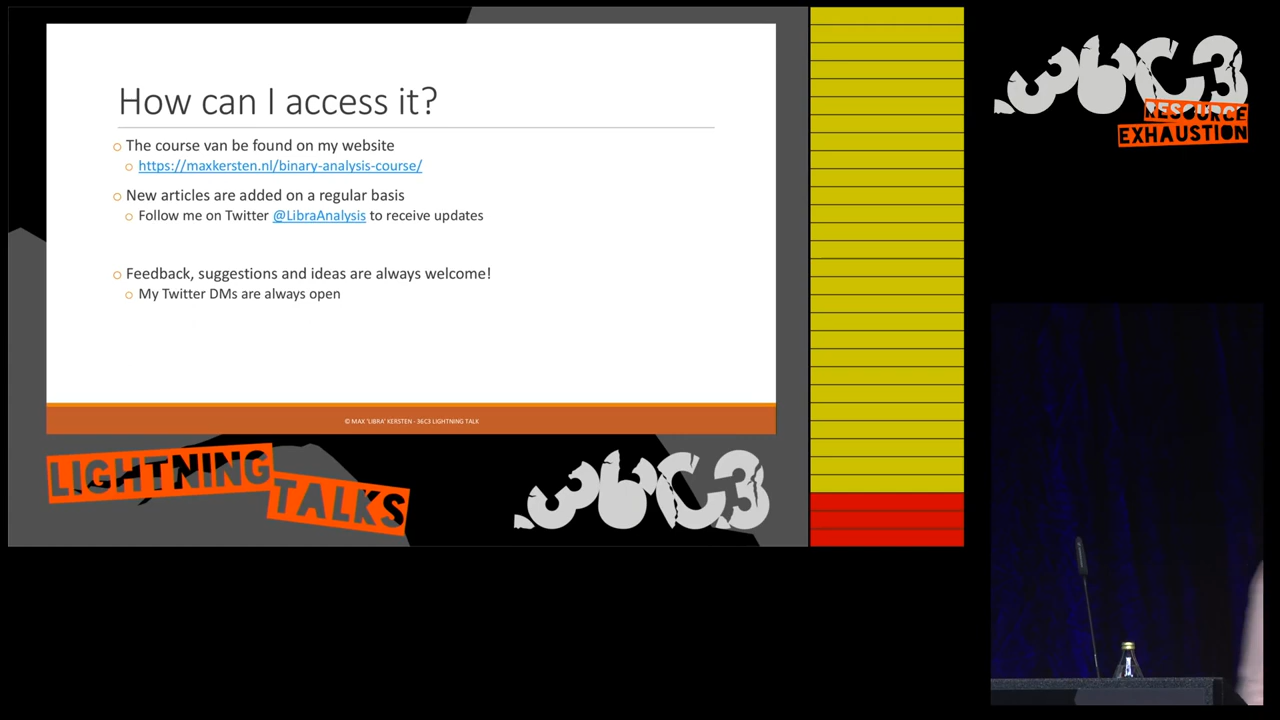 How can I access it?
The course van be found on my website
https://maxkersten.nl/binary-analysis-course/
New articles are added on a regular basis
Follow me on Twitter @LibraAnalysis to receive updates
Feedback, suggestions and ideas are always welcome!
My Twitter DMs are always open
© MAX 'LIBRA' KERSTEN - 36C3 LIGHTNING TALK
LIGHTNING
TALKS
36C3
36C3
RESOURCE
EXHAUSTION